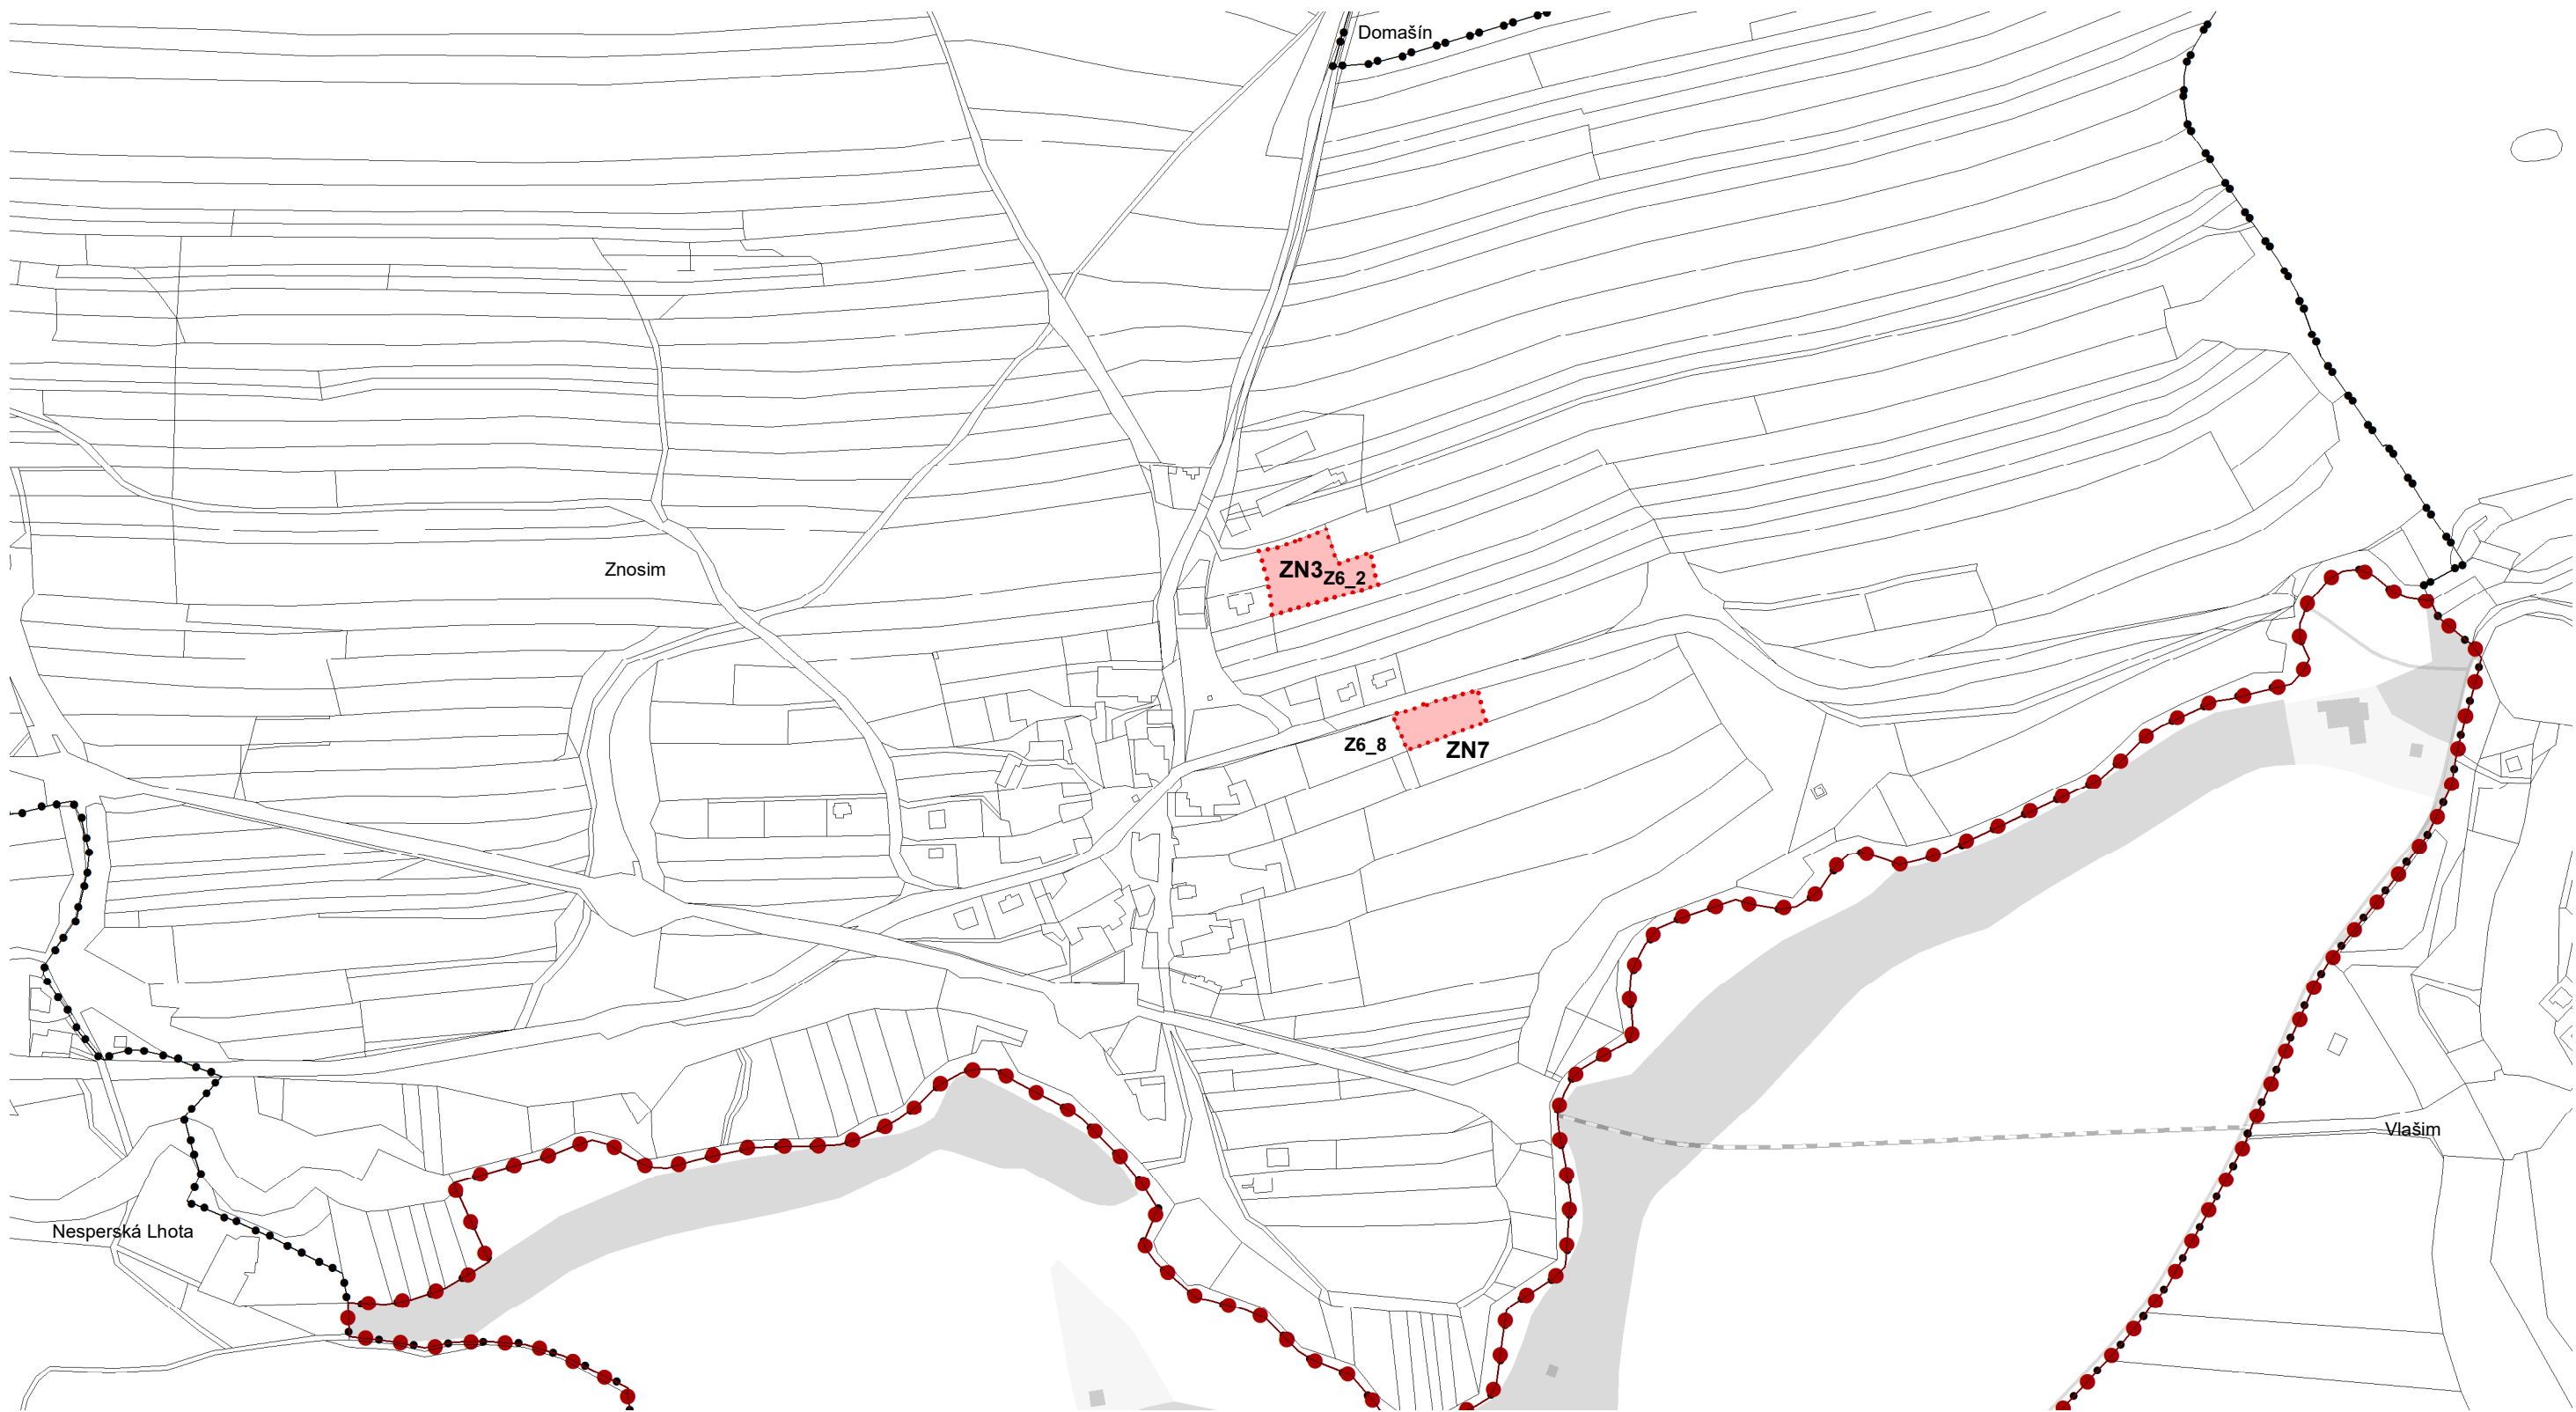 Domašín
Znosim
ZN3
Z6_2
Z6_8
ZN7
Vlašim
Nesperská Lhota